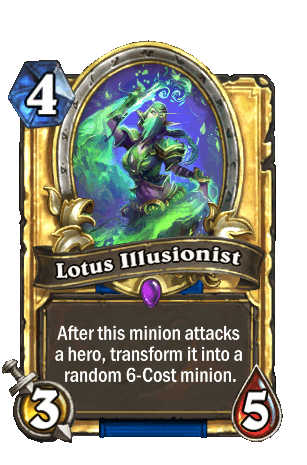 4
Lotus Illusionist
After this minion attacks
a hero, transform it into a
random 6-Cost minion.
3
5